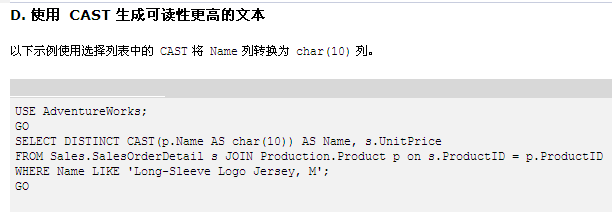 D. 使用 CAST 生成可读性更高的文本
以下示例使用选择列表中的 CAST 将 Name 列转换为 char(10) 列。
USE AdventureWorks;
GO
SELECT DISTINCT CAST(p.Name AS char(10)) AS Name, s.UnitPrice
FROM Sales.SalesOrderDetail s JOIN Production.Product p on s.ProductID = p.ProductID
WHERE Name LIKE 'Long-Sleeve Logo Jersey, M';
GO